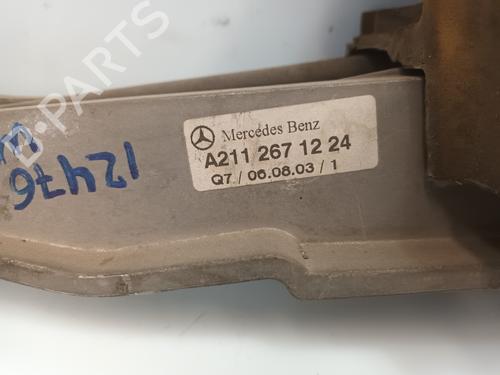 Mercedes Benz
A211 267 12 24
Q7 / 06.08.03 / 1
12476
B-PARTS